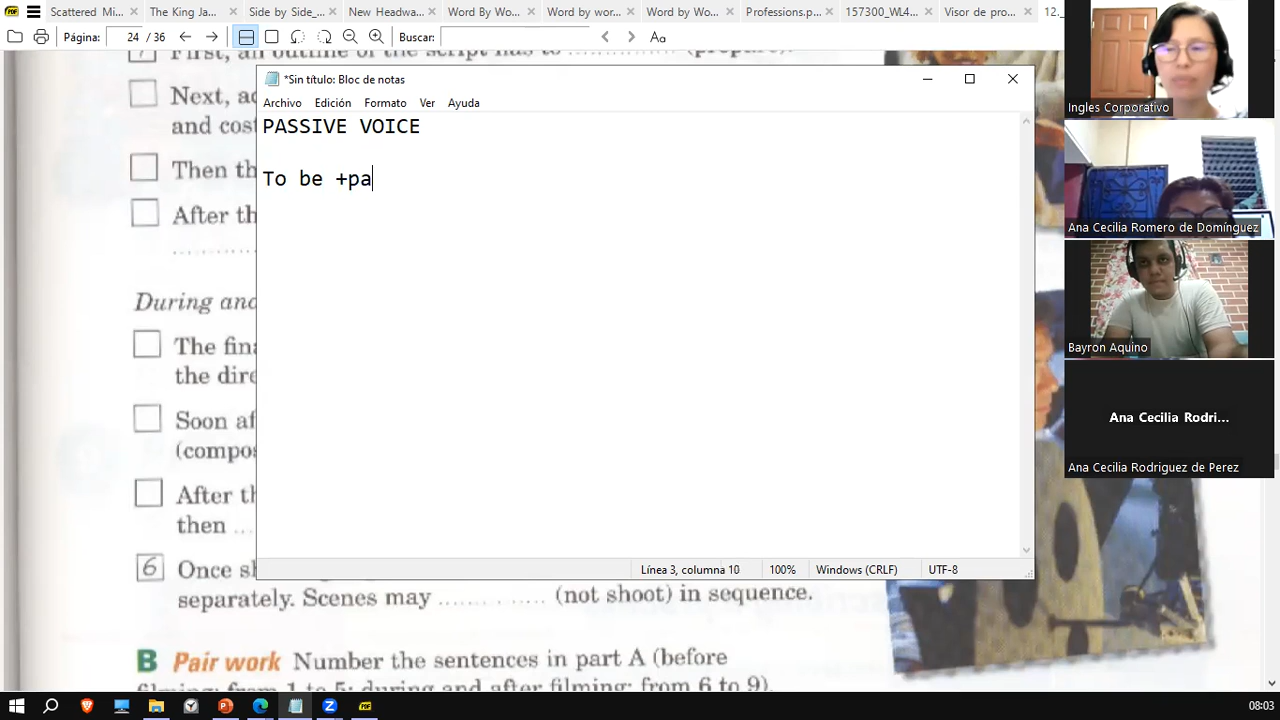 Scattered Mi...
The King Ja...
Side by Side_...
New Headwa...
Word By Wo...
Word by wor...
Word by Wo...
Professions.p...
157300_WL4...
Visor de pro...
12._
Página: 24 / 36
Buscar:
First, an outline of the script has to .............. (prepare).
Next, ad
and cost
Then th
After th
During and
The fina
the dire
Soon af
(compos
After th
then ...
6 Once sh
separately. Scenes may .............. (not shoot) in sequence.
B Pair work Number the sentences in part A (before
filming: from 1 to 5; during and after filming: from 6 to 9).
*Sin título: Bloc de notas
Archivo Edición Formato Ver Ayuda
PASSIVE VOICE
To be +pa
Línea 3, columna 10 100% Windows (CRLF) UTF-8
Ingles Corporativo
Ana Cecilia Romero de Domínguez
Bayron Aquino
Ana Cecilia Rodri...
Ana Cecilia Rodriguez de Perez
08:03